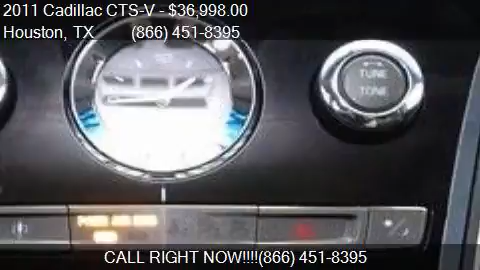 2011 Cadillac CTS-V - $36,998.00
Houston, TX (866) 451-8395
TUNE
TONE
CALL RIGHT NOW!!!!(866) 451-8395